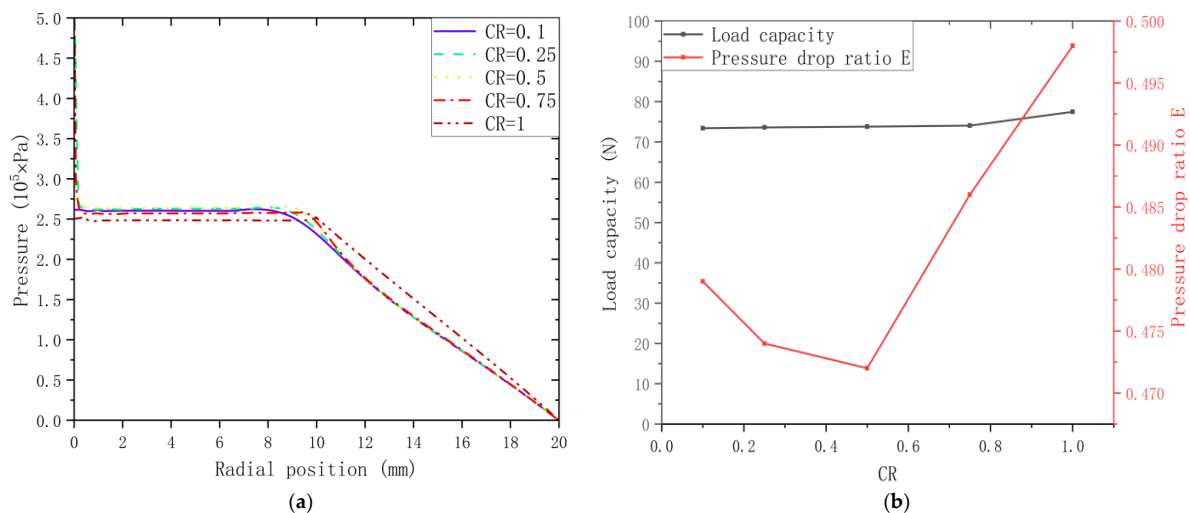 5.0
4.5
4.0
3.5
3.0
2.5
2.0
1.5
1.0
0.5
0.0
Pressure (10⁵×Pa)
0 2 4 6 8 10 12 14 16 18 20
Radial position (mm)
CR=0.1
CR=0.25
CR=0.5
CR=0.75
CR=1
(a)
100
90
80
70
60
50
40
30
20
10
0
Load capacity (N)
Load capacity
Pressure drop ratio E
0.0 0.2 0.4 0.6 0.8 1.0
CR
0.500
0.495
0.490
0.485
0.480
0.475
0.470
Pressure drop ratio E
(b)